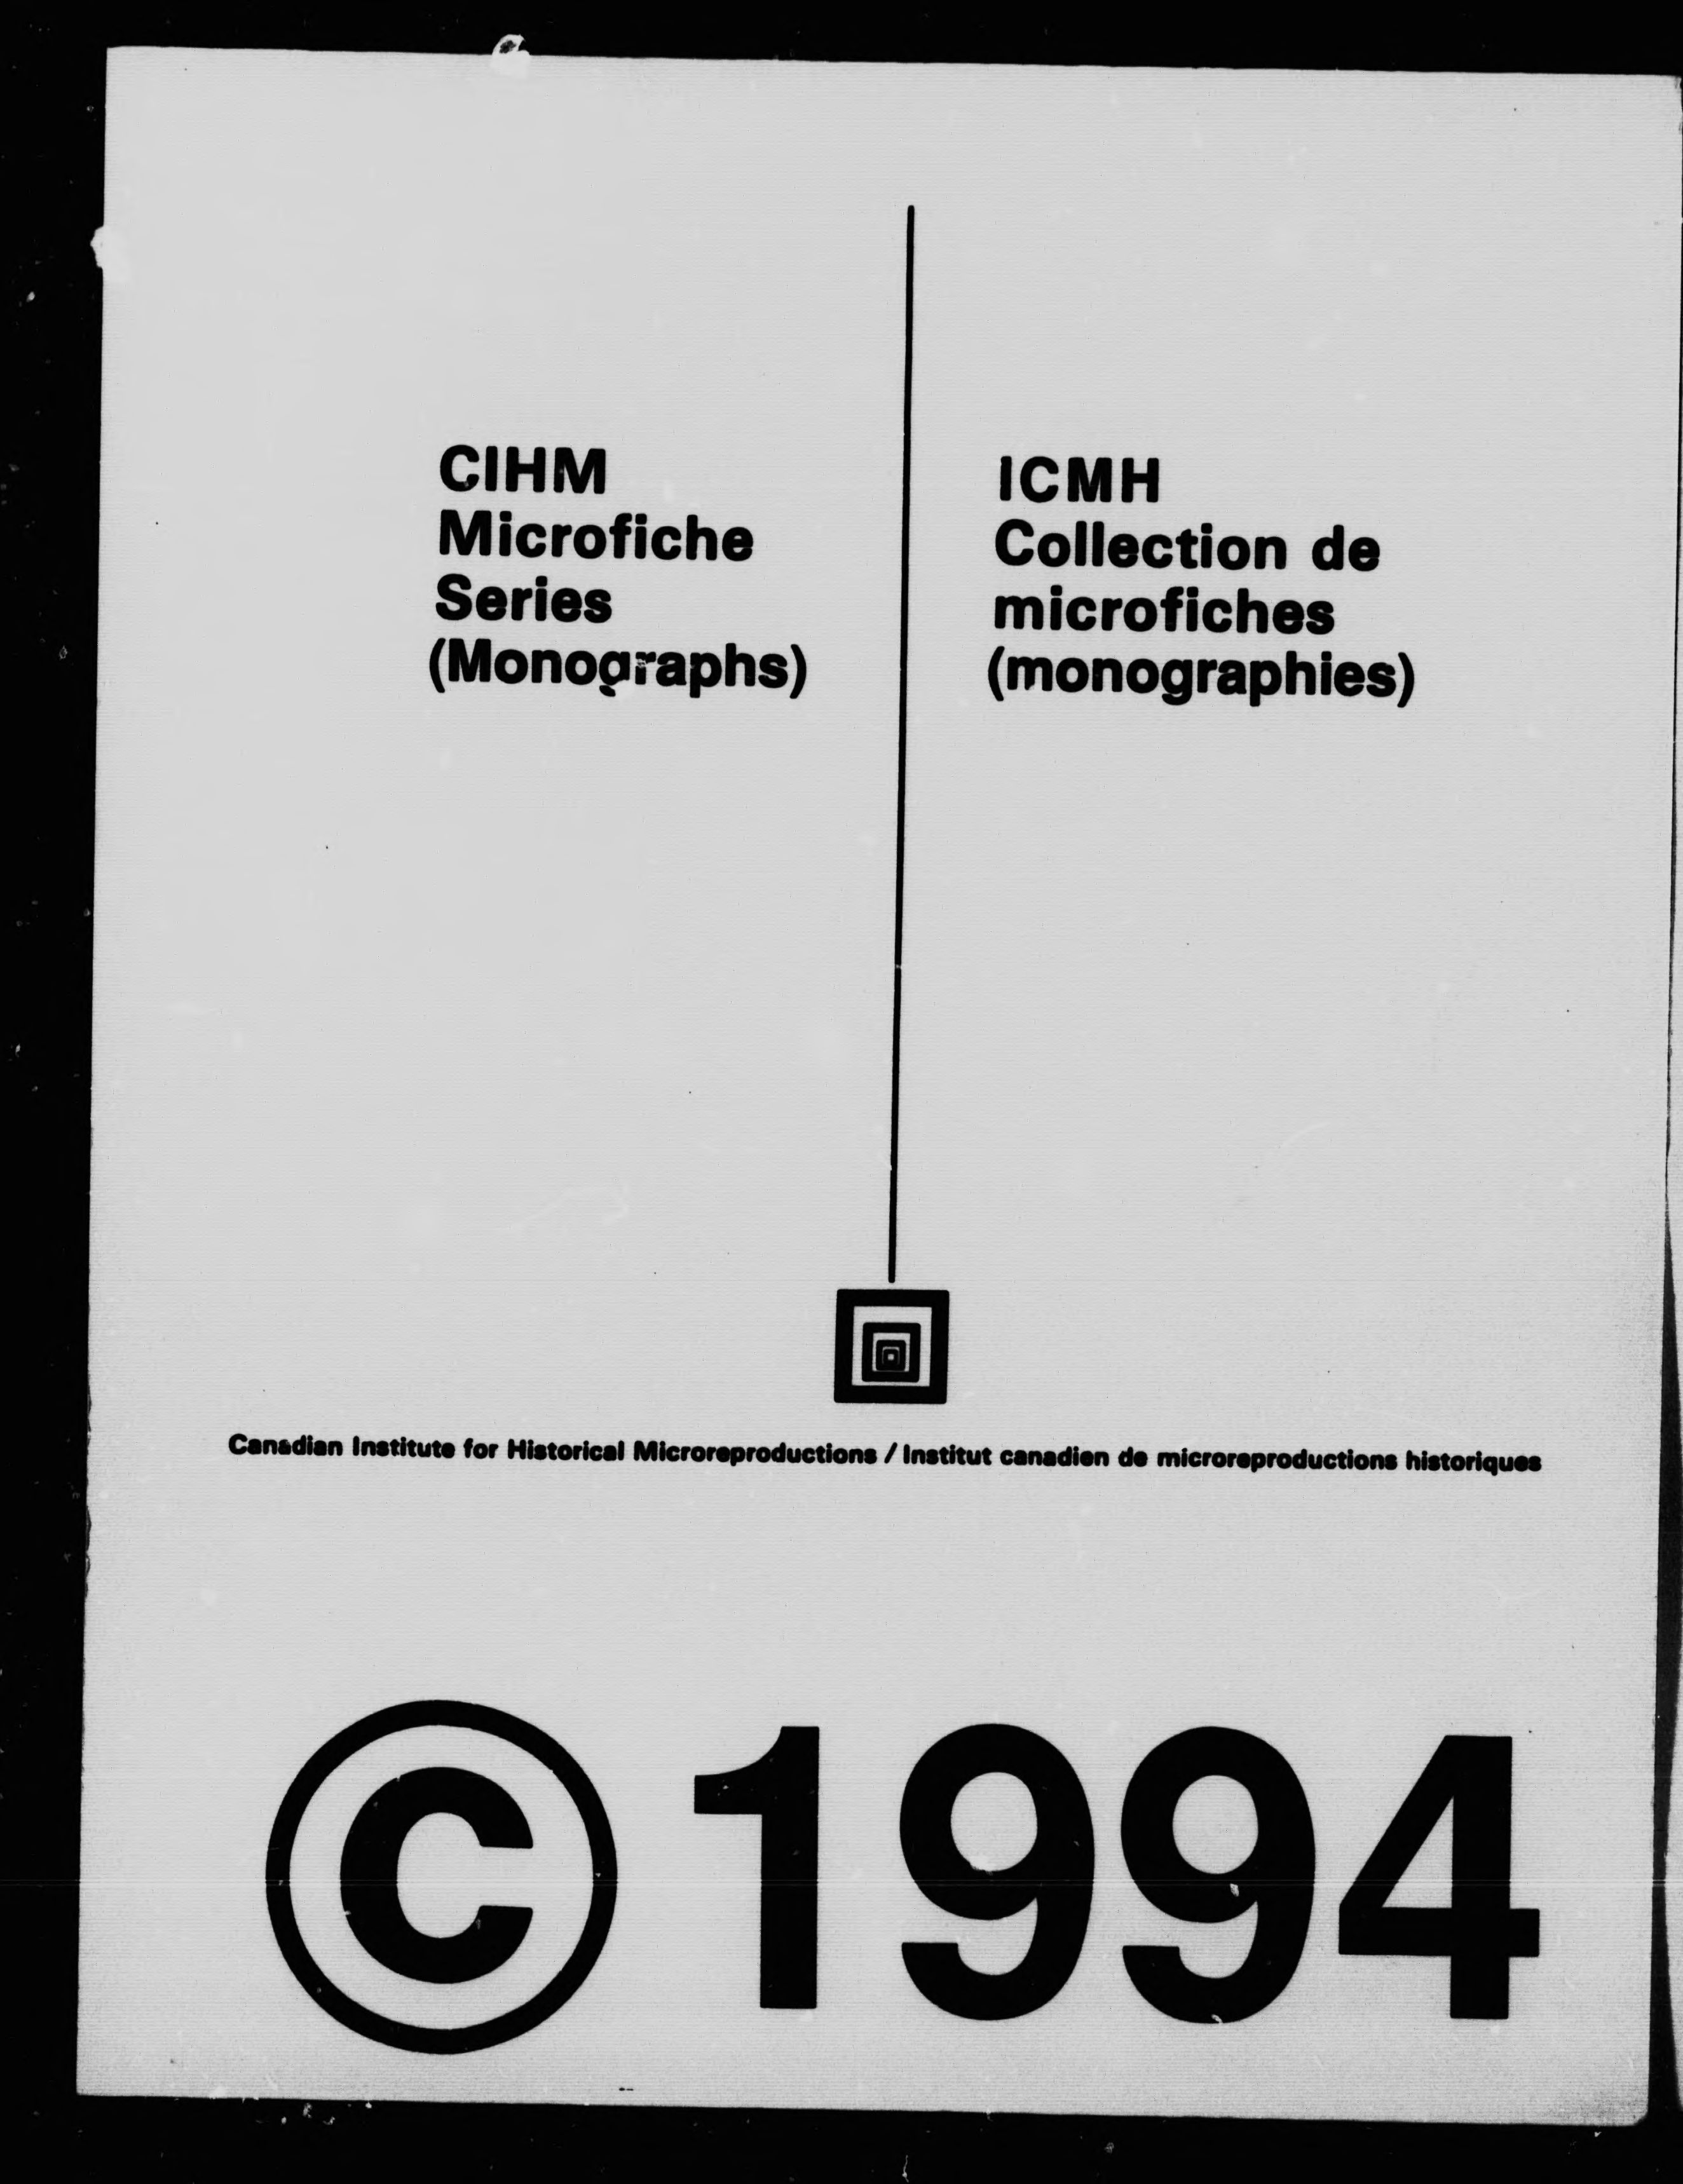 CIHM
Microfiche
Series
(Monographs)
ICMH
Collection de
microfiches
(monographies)
Canadian Institute for Historical Microreproductions / Institut canadien de microreproductions historiques
© 1994